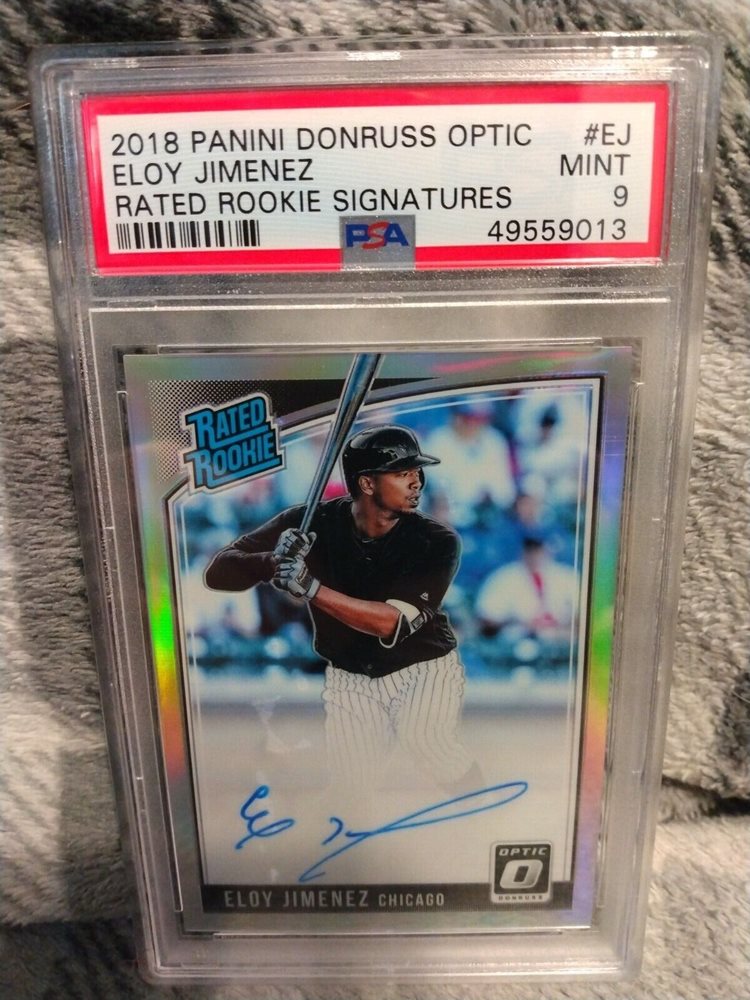 2018 PANINI DONRUSS OPTIC #EJ
ELOY JIMENEZ MINT
RATED ROOKIE SIGNATURES 9
PSA 49559013
RATED
ROOKIE
OPTIC
DONRUSS
ELOY JIMENEZ CHICAGO